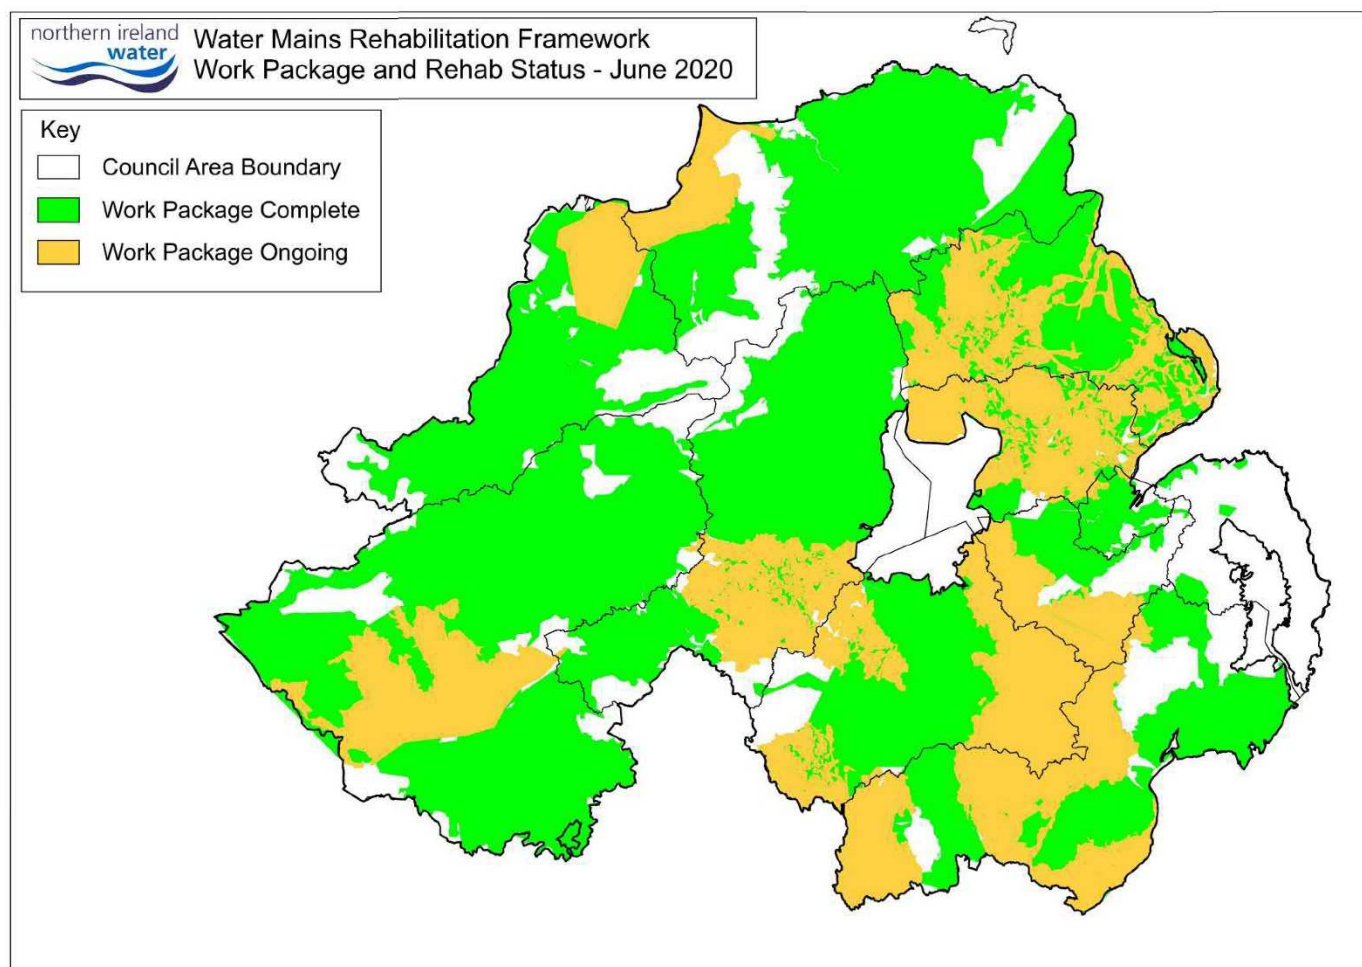 northern ireland
water
Water Mains Rehabilitation Framework
Work Package and Rehab Status - June 2020
Key
Council Area Boundary
Work Package Complete
Work Package Ongoing